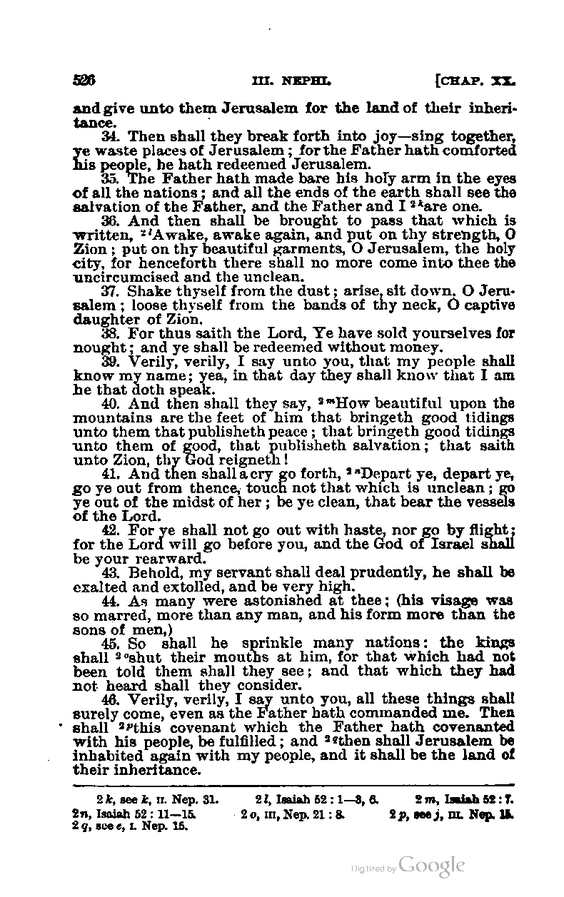 526 III. NEPHI. [CHAP. XX.
and give unto them Jerusalem for the land of their inheri-
tance.
34. Then shall they break forth into joy—sing together,
ye waste places of Jerusalem; for the Father hath comforted
his people, he hath redeemed Jerusalem.
35. The Father hath made bare his holy arm in the eyes
of all the nations; and all the ends of the earth shall see the
salvation of the Father, and the Father and I ²ᵏare one.
36. And then shall be brought to pass that which is
written, ²ˡAwake, awake again, and put on thy strength, O
Zion; put on thy beautiful garments, O Jerusalem, the holy
city, for henceforth there shall no more come into thee the
uncircumcised and the unclean.
37. Shake thyself from the dust; arise, sit down, O Jeru-
salem; loose thyself from the bands of thy neck, O captive
daughter of Zion.
38. For thus saith the Lord, Ye have sold yourselves for
nought; and ye shall be redeemed without money.
39. Verily, verily, I say unto you, that my people shall
know my name; yea, in that day they shall know that I am
he that doth speak.
40. And then shall they say, ²ᵐHow beautiful upon the
mountains are the feet of him that bringeth good tidings
unto them that publisheth peace; that bringeth good tidings
unto them of good, that publisheth salvation; that saith
unto Zion, thy God reigneth!
41. And then shall a cry go forth, ²ⁿDepart ye, depart ye,
go ye out from thence, touch not that which is unclean; go
ye out of the midst of her; be ye clean, that bear the vessels
of the Lord.
42. For ye shall not go out with haste, nor go by flight;
for the Lord will go before you, and the God of Israel shall
be your rearward.
43. Behold, my servant shall deal prudently, he shall be
exalted and extolled, and be very high.
44. As many were astonished at thee; (his visage was
so marred, more than any man, and his form more than the
sons of men,)
45. So shall he sprinkle many nations: the kings
shall ²ᵒshut their mouths at him, for that which had not
been told them shall they see; and that which they had
not heard shall they consider.
46. Verily, verily, I say unto you, all these things shall
surely come, even as the Father hath commanded me. Then
shall ²ᵖthis covenant which the Father hath covenanted
with his people, be fulfilled; and ²𐞥then shall Jerusalem be
inhabited again with my people, and it shall be the land of
their inheritance.
2k, see k, II. Nep. 31. 2l, Isaiah 52:1—3, 6. 2m, Isaiah 52:7.
2n, Isaiah 52:11—15. 2o, III, Nep. 21:8. 2p, see j, III. Nep. 15.
2q, see e, I. Nep. 15.
Digitized by Google